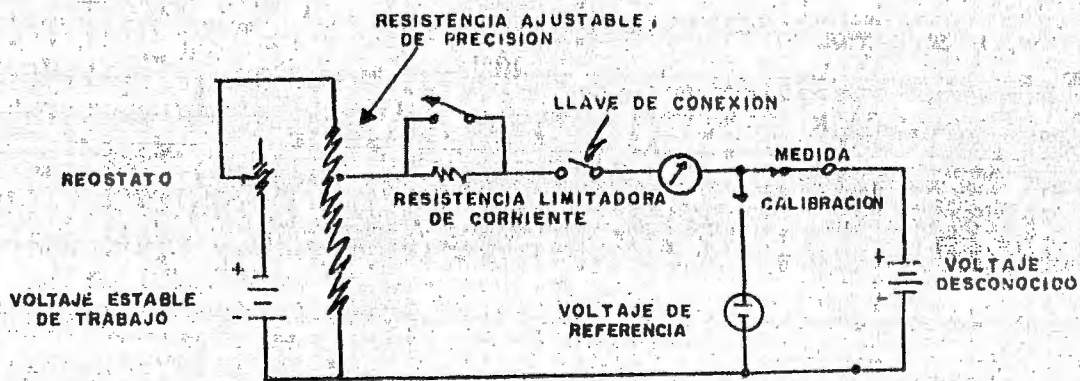 RESISTENCIA AJUSTABLE
DE PRECISION
LLAVE DE CONEXION
MEDIDA
REOSTATO
RESISTENCIA LIMITADORA
DE CORRIENTE
CALIBRACION
+
-
VOLTAJE ESTABLE
DE TRABAJO
VOLTAJE DE
REFERENCIA
+
-
VOLTAJE
DESCONOCIDO